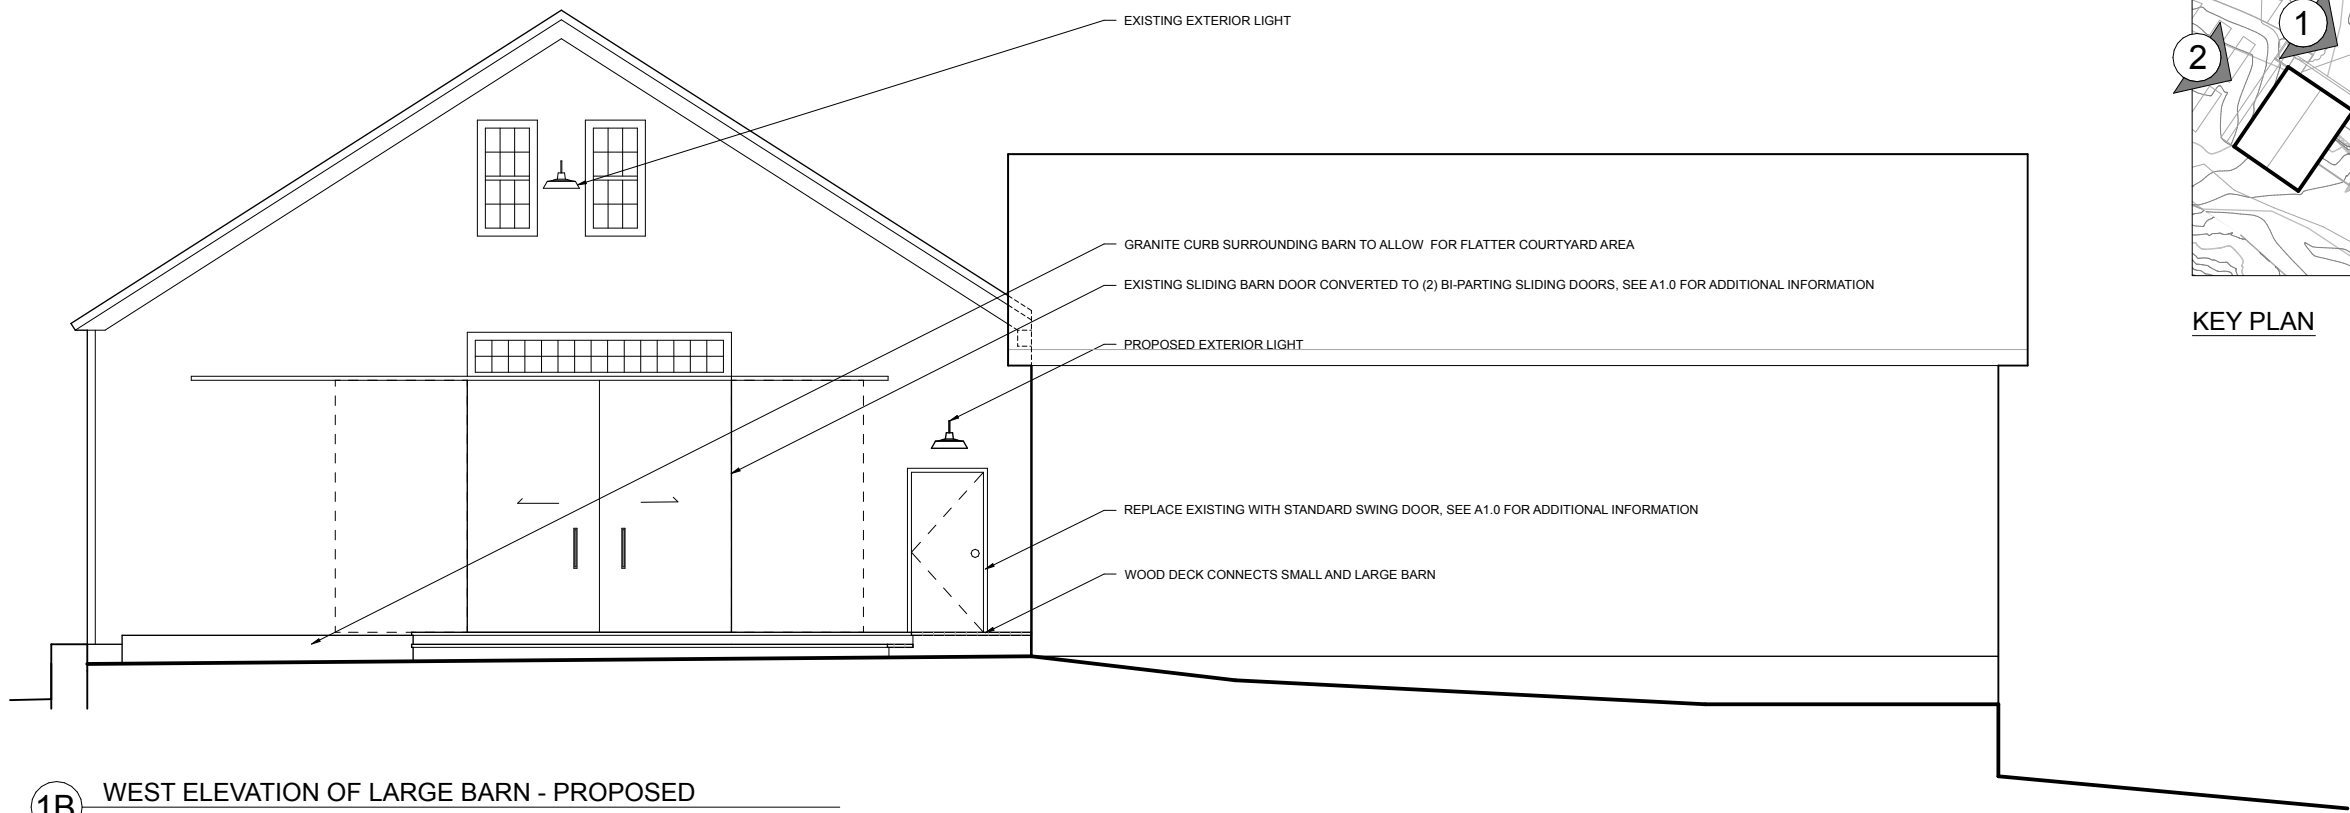 EXISTING EXTERIOR LIGHT
1
2
GRANITE CURB SURROUNDING BARN TO ALLOW FOR FLATTER COURTYARD AREA
EXISTING SLIDING BARN DOOR CONVERTED TO (2) BI-PARTING SLIDING DOORS, SEE A1.0 FOR ADDITIONAL INFORMATION
KEY PLAN
PROPOSED EXTERIOR LIGHT
REPLACE EXISTING WITH STANDARD SWING DOOR, SEE A1.0 FOR ADDITIONAL INFORMATION
WOOD DECK CONNECTS SMALL AND LARGE BARN
1B WEST ELEVATION OF LARGE BARN - PROPOSED